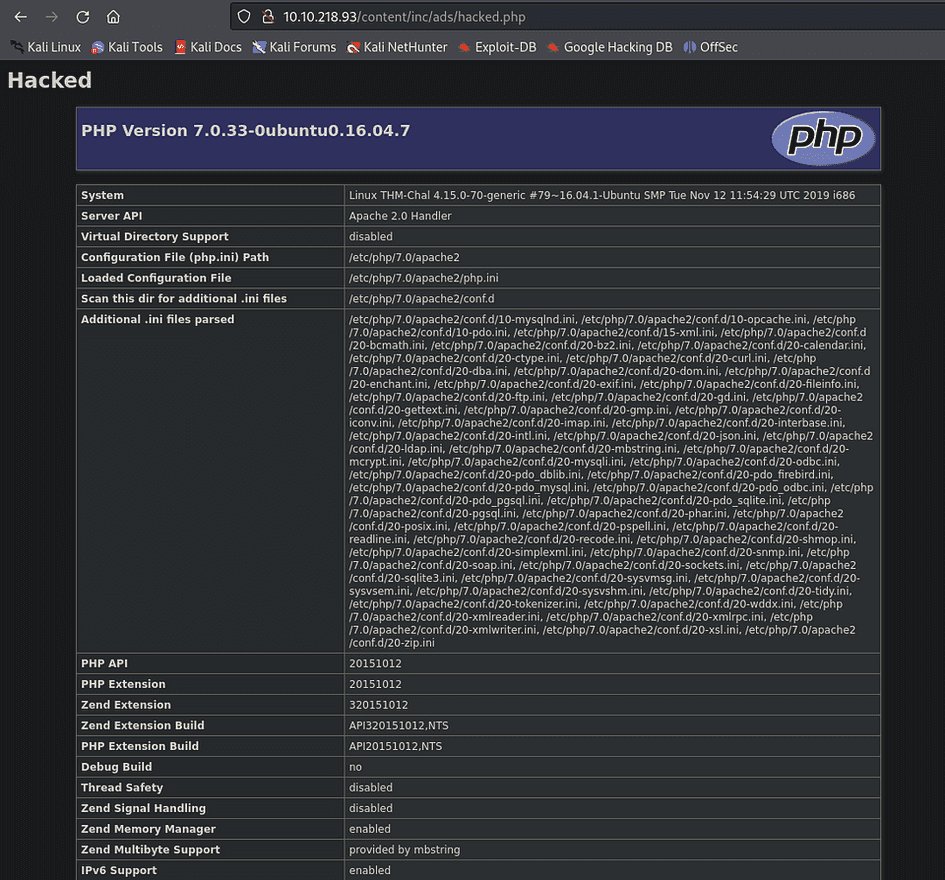 10.10.218.93/content/inc/ads/hacked.php
Kali Linux Kali Tools Kali Docs Kali Forums Kali NetHunter Exploit-DB Google Hacking DB OffSec
Hacked
PHP Version 7.0.33-0ubuntu0.16.04.7
php
System Linux THM-Chal 4.15.0-70-generic #79~16.04.1-Ubuntu SMP Tue Nov 12 11:54:29 UTC 2019 i686
Server API Apache 2.0 Handler
Virtual Directory Support disabled
Configuration File (php.ini) Path /etc/php/7.0/apache2
Loaded Configuration File /etc/php/7.0/apache2/php.ini
Scan this dir for additional .ini files /etc/php/7.0/apache2/conf.d
Additional .ini files parsed /etc/php/7.0/apache2/conf.d/10-mysqlnd.ini, /etc/php/7.0/apache2/conf.d/10-opcache.ini, /etc/php
/7.0/apache2/conf.d/10-pdo.ini, /etc/php/7.0/apache2/conf.d/15-xml.ini, /etc/php/7.0/apache2/conf.d
/20-bcmath.ini, /etc/php/7.0/apache2/conf.d/20-bz2.ini, /etc/php/7.0/apache2/conf.d/20-calendar.ini,
/etc/php/7.0/apache2/conf.d/20-ctype.ini, /etc/php/7.0/apache2/conf.d/20-curl.ini, /etc/php
/7.0/apache2/conf.d/20-dba.ini, /etc/php/7.0/apache2/conf.d/20-dom.ini, /etc/php/7.0/apache2/conf.d
/20-enchant.ini, /etc/php/7.0/apache2/conf.d/20-exif.ini, /etc/php/7.0/apache2/conf.d/20-fileinfo.ini,
/etc/php/7.0/apache2/conf.d/20-ftp.ini, /etc/php/7.0/apache2/conf.d/20-gd.ini, /etc/php/7.0/apache2
/conf.d/20-gettext.ini, /etc/php/7.0/apache2/conf.d/20-gmp.ini, /etc/php/7.0/apache2/conf.d/20-
iconv.ini, /etc/php/7.0/apache2/conf.d/20-imap.ini, /etc/php/7.0/apache2/conf.d/20-interbase.ini,
/etc/php/7.0/apache2/conf.d/20-intl.ini, /etc/php/7.0/apache2/conf.d/20-json.ini, /etc/php/7.0/apache2
/conf.d/20-ldap.ini, /etc/php/7.0/apache2/conf.d/20-mbstring.ini, /etc/php/7.0/apache2/conf.d/20-
mcrypt.ini, /etc/php/7.0/apache2/conf.d/20-mysqli.ini, /etc/php/7.0/apache2/conf.d/20-odbc.ini,
/etc/php/7.0/apache2/conf.d/20-pdo_dblib.ini, /etc/php/7.0/apache2/conf.d/20-pdo_firebird.ini,
/etc/php/7.0/apache2/conf.d/20-pdo_mysql.ini, /etc/php/7.0/apache2/conf.d/20-pdo_odbc.ini, /etc/php
/7.0/apache2/conf.d/20-pdo_pgsql.ini, /etc/php/7.0/apache2/conf.d/20-pdo_sqlite.ini, /etc/php
/7.0/apache2/conf.d/20-pgsql.ini, /etc/php/7.0/apache2/conf.d/20-phar.ini, /etc/php/7.0/apache2
/conf.d/20-posix.ini, /etc/php/7.0/apache2/conf.d/20-pspell.ini, /etc/php/7.0/apache2/conf.d/20-
readline.ini, /etc/php/7.0/apache2/conf.d/20-recode.ini, /etc/php/7.0/apache2/conf.d/20-shmop.ini,
/etc/php/7.0/apache2/conf.d/20-simplexml.ini, /etc/php/7.0/apache2/conf.d/20-snmp.ini, /etc/php
/7.0/apache2/conf.d/20-soap.ini, /etc/php/7.0/apache2/conf.d/20-sockets.ini, /etc/php/7.0/apache2
/conf.d/20-sqlite3.ini, /etc/php/7.0/apache2/conf.d/20-sysvmsg.ini, /etc/php/7.0/apache2/conf.d/20-
sysvsem.ini, /etc/php/7.0/apache2/conf.d/20-sysvshm.ini, /etc/php/7.0/apache2/conf.d/20-tidy.ini,
/etc/php/7.0/apache2/conf.d/20-tokenizer.ini, /etc/php/7.0/apache2/conf.d/20-wddx.ini, /etc/php
/7.0/apache2/conf.d/20-xmlreader.ini, /etc/php/7.0/apache2/conf.d/20-xmlrpc.ini, /etc/php
/7.0/apache2/conf.d/20-xmlwriter.ini, /etc/php/7.0/apache2/conf.d/20-xsl.ini, /etc/php/7.0/apache2
/conf.d/20-zip.ini
PHP API 20151012
PHP Extension 20151012
Zend Extension 320151012
Zend Extension Build API320151012,NTS
PHP Extension Build API20151012,NTS
Debug Build no
Thread Safety disabled
Zend Signal Handling disabled
Zend Memory Manager enabled
Zend Multibyte Support provided by mbstring
IPv6 Support enabled